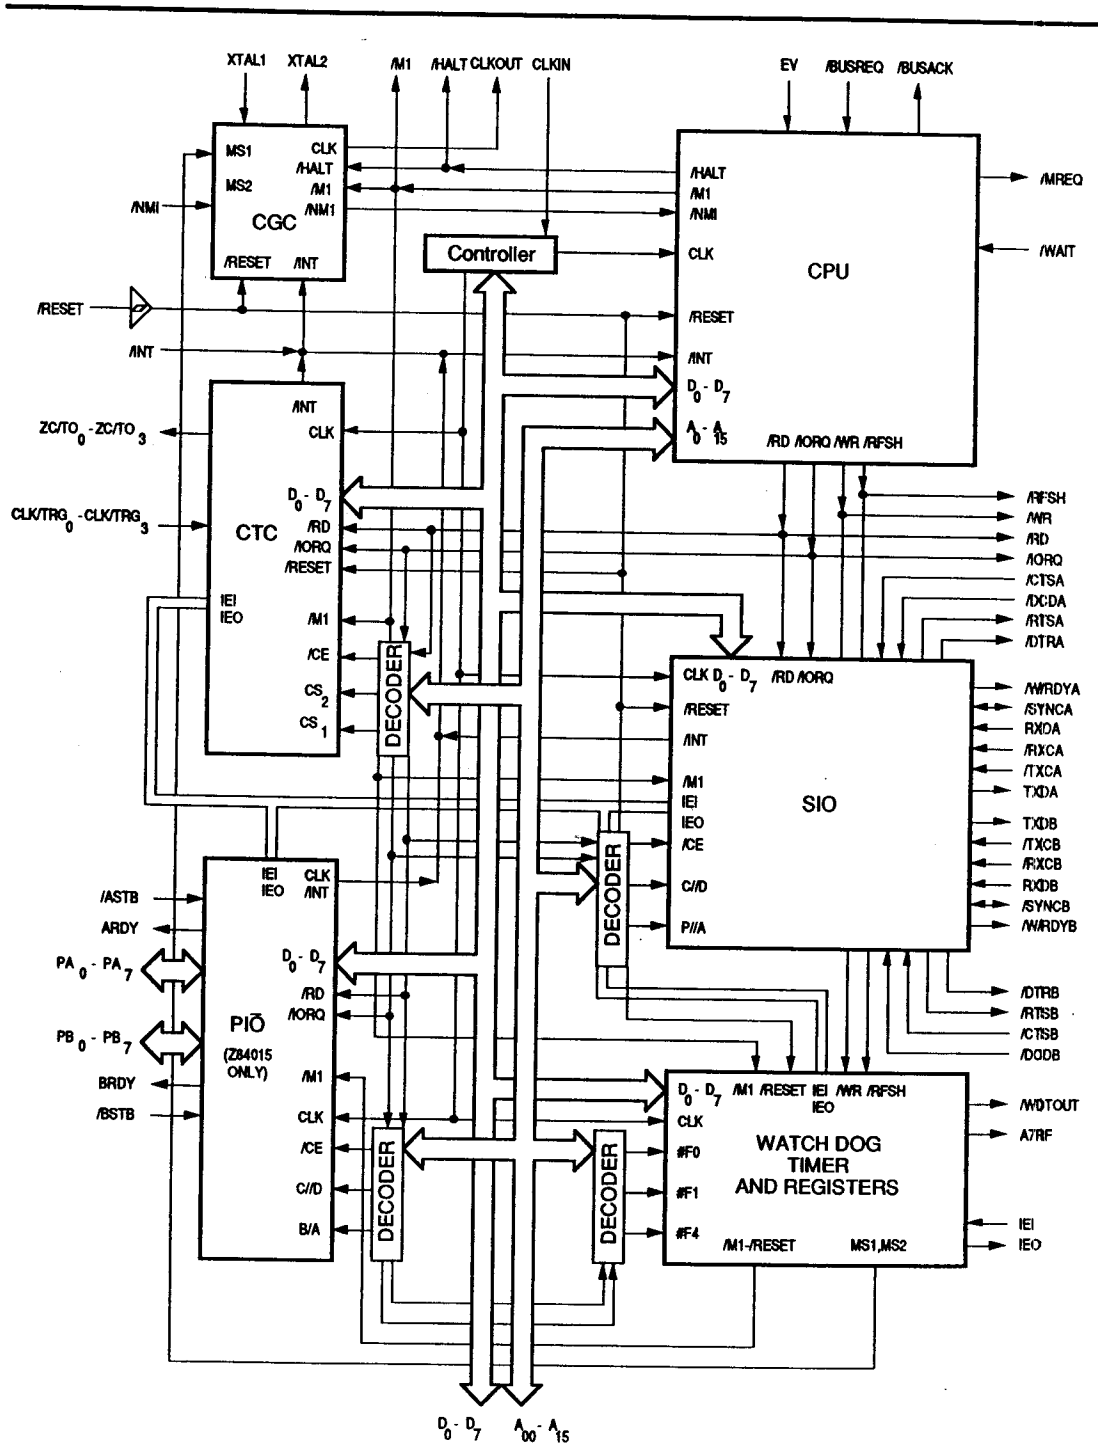 XTAL1 XTAL2 /M1 /HALT CLKOUT CLKIN EV /BUSREQ /BUSACK
MS1 CLK
/HALT
MS2 /M1
/NM1
CGC
/RESET /INT
/NMI
/RESET
/INT
Controller
/HALT
/M1
/NMI
CLK
CPU
/RESET
/INT
D0 - D7
A0 - A15
/RD /IORQ /WR /RFSH
/MREQ
/WAIT
/INT
CLK
ZC/TO0 - ZC/TO3
D0 - D7
CLK/TRG0 - CLK/TRG3
CTC
/RD
/IORQ
/RESET
IEI
IEO
/M1
/CE
CS2
CS1
DECODER
/RFSH
/WR
/RD
/IORQ
/CTSA
/DCDA
/RTSA
/DTRA
CLK D0 - D7 /RD /IORQ
/RESET
/INT
/M1
IEI
IEO
/CE
C//D
P//A
SIO
DECODER
/W/RDYA
/SYNCA
RXDA
/RXCA
/TXCA
TXDA
TXDB
/TXCB
/RXCB
RXDB
/SYNCB
/W/RDYB
/DTRB
/RTSB
/CTSB
/DCDB
IEI CLK
IEO /INT
/ASTB
ARDY
PA0 - PA7
PB0 - PB7
BRDY
/BSTB
D0 - D7
/RD
/IORQ
PIO
(Z84015
ONLY)
/M1
CLK
/CE
C//D
B/A
DECODER
DECODER
D0 - D7 /M1 /RESET IEI /WR /RFSH
IEO
CLK
#F0
#F1
#F4
WATCH DOG
TIMER
AND REGISTERS
/M1-/RESET MS1,MS2
/WDTOUT
A7RF
IEI
IEO
D0 - D7 A00 - A15